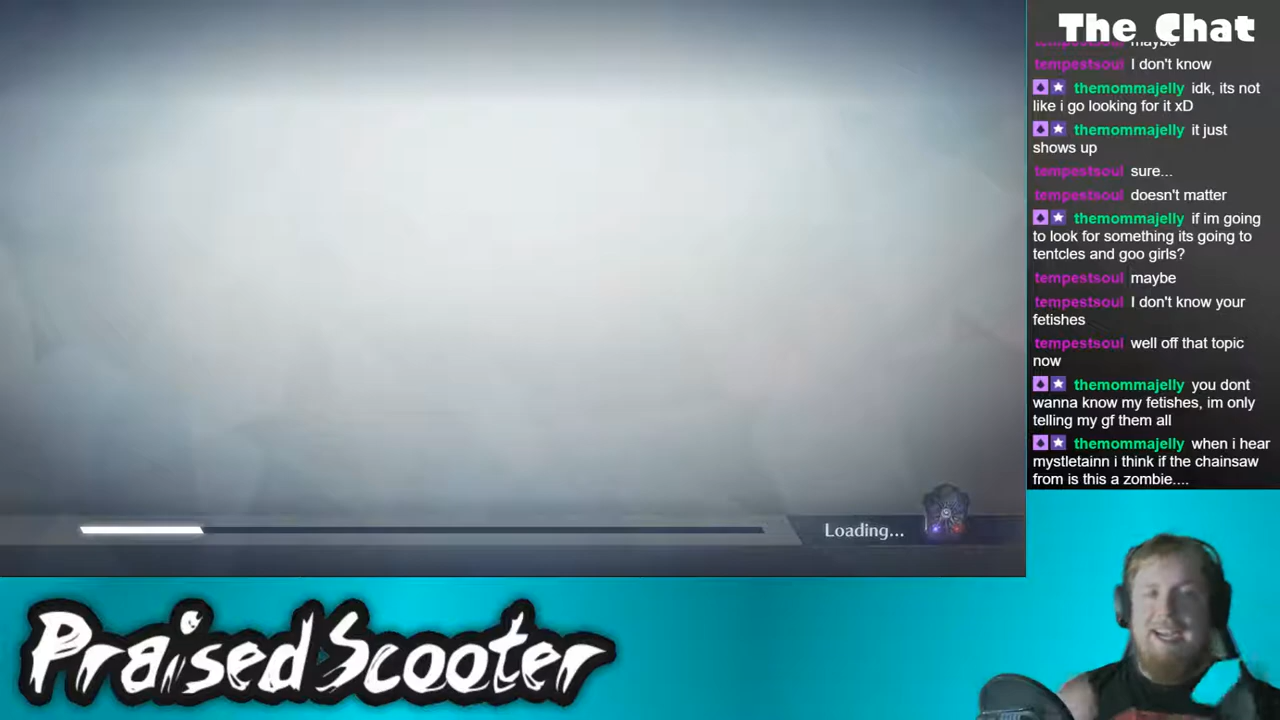 The Chat
tempestsoul maybe
tempestsoul I don't know
themommajelly idk, its not
like i go looking for it xD
themommajelly it just
shows up
tempestsoul sure...
tempestsoul doesn't matter
themommajelly if im going
to look for something its going to
tentcles and goo girls?
tempestsoul maybe
tempestsoul I don't know your
fetishes
tempestsoul well off that topic
now
themommajelly you dont
wanna know my fetishes, im only
telling my gf them all
themommajelly when i hear
mystletainn i think if the chainsaw
from is this a zombie....
Loading...
PraisedScooter